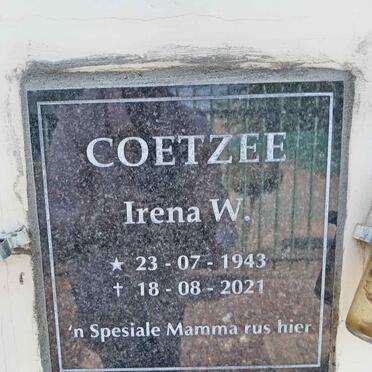 COETZEE
Irena W.
★ 23 - 07 - 1943
† 18 - 08 - 2021
'n Spesiale Mamma rus hier